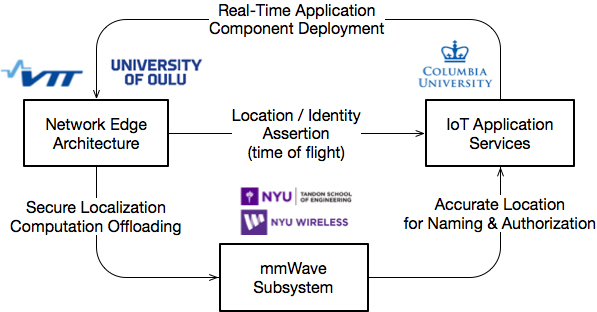 Real-Time Application
Component Deployment
VTT
UNIVERSITY
OF OULU
COLUMBIA
UNIVERSITY
Network Edge
Architecture
Location / Identity
Assertion
(time of flight)
IoT Application
Services
NYU
TANDON SCHOOL
OF ENGINEERING
NYU WIRELESS
Secure Localization
Computation Offloading
Accurate Location
for Naming & Authorization
mmWave
Subsystem